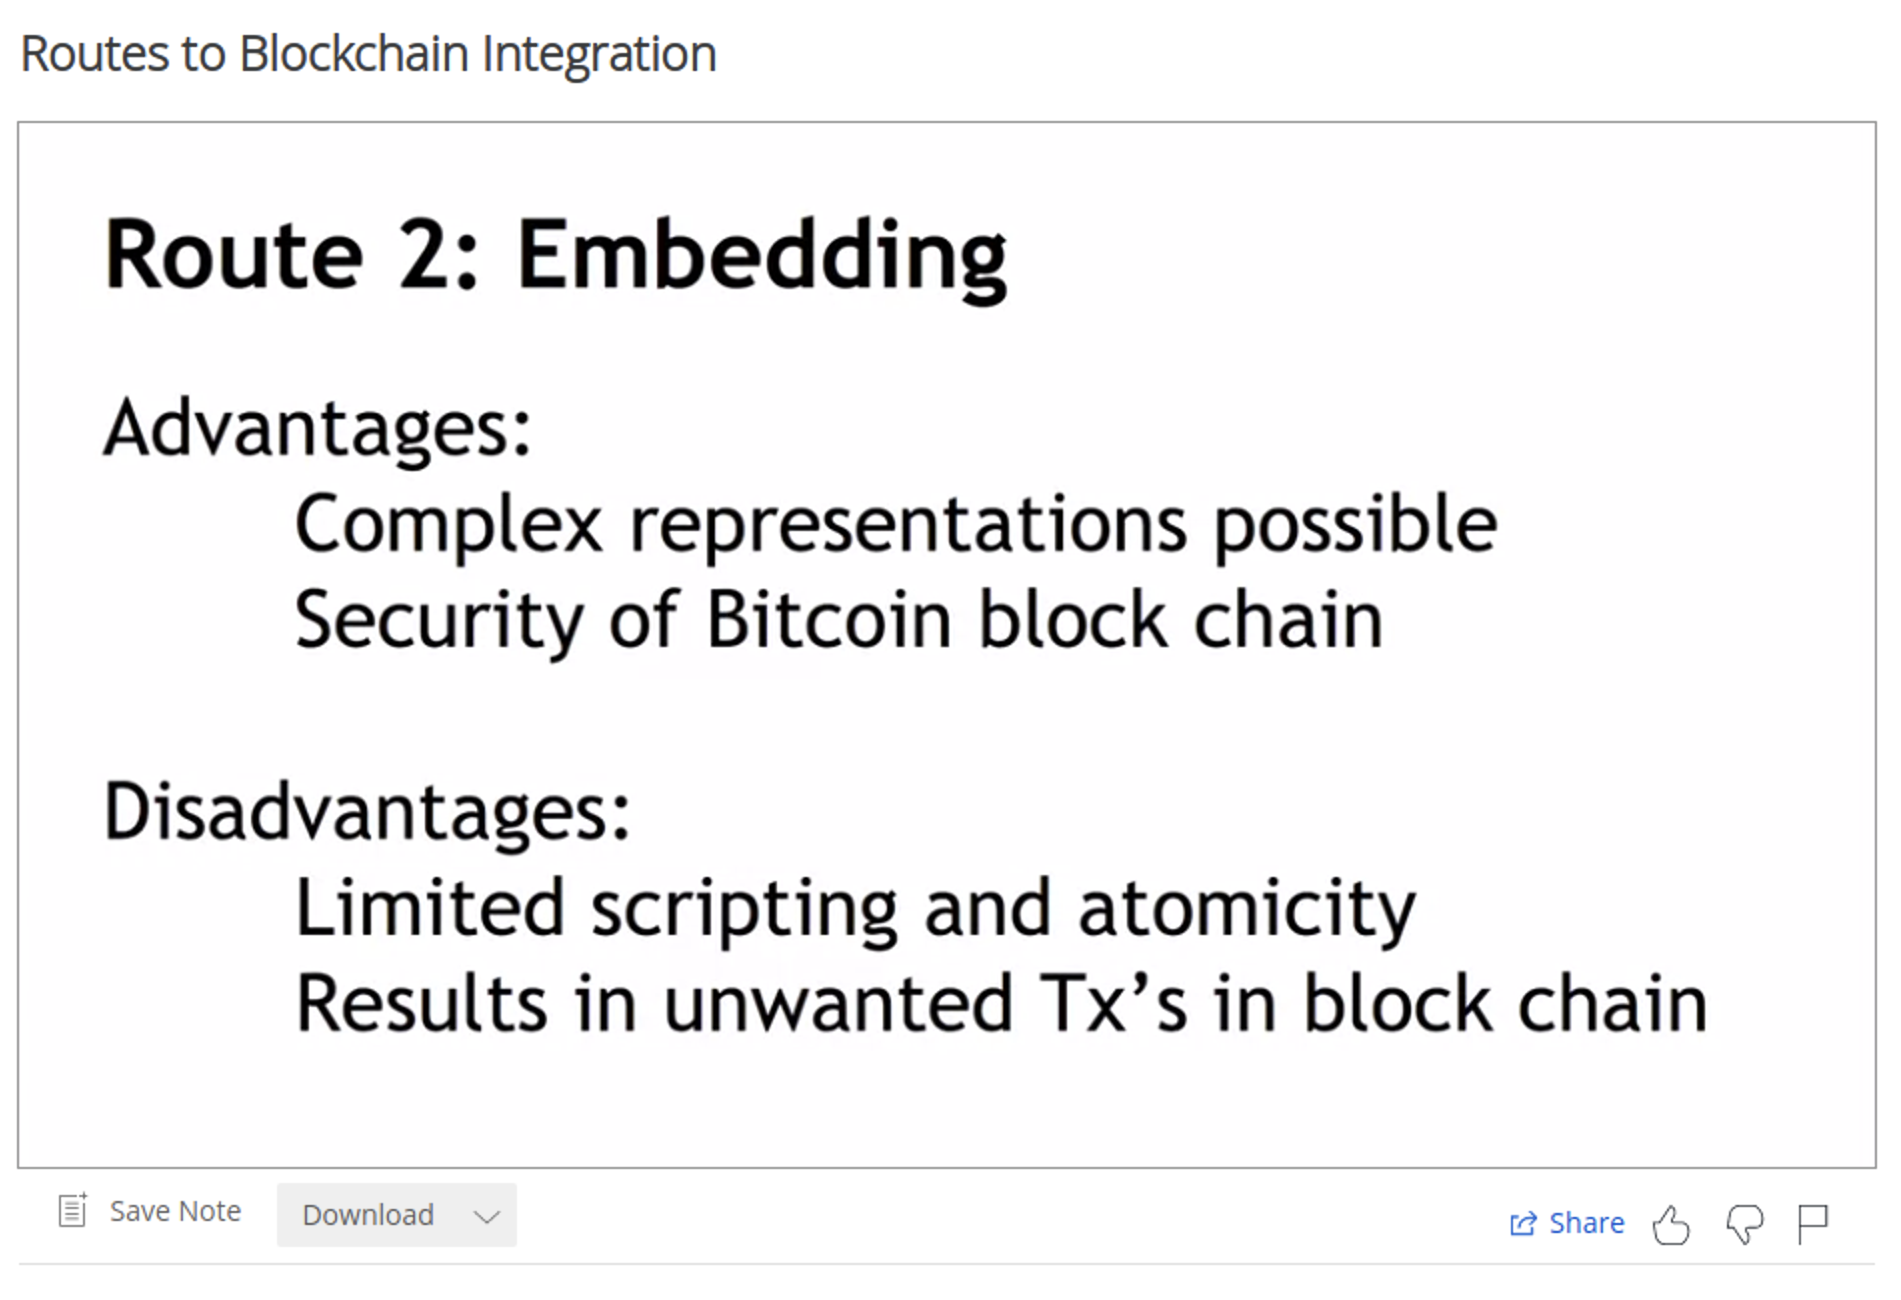 Routes to Blockchain Integration
Route 2: Embedding
Advantages:
Complex representations possible
Security of Bitcoin block chain
Disadvantages:
Limited scripting and atomicity
Results in unwanted Tx’s in block chain
Save Note
Download
Share